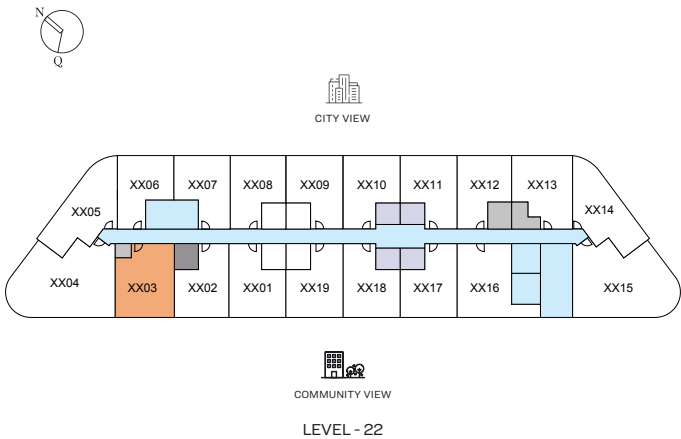 N
Q
CITY VIEW
XX06 XX07 XX08 XX09 XX10 XX11 XX12 XX13
XX05 XX14
XX04 XX03 XX02 XX01 XX19 XX18 XX17 XX16 XX15
COMMUNITY VIEW
LEVEL - 22